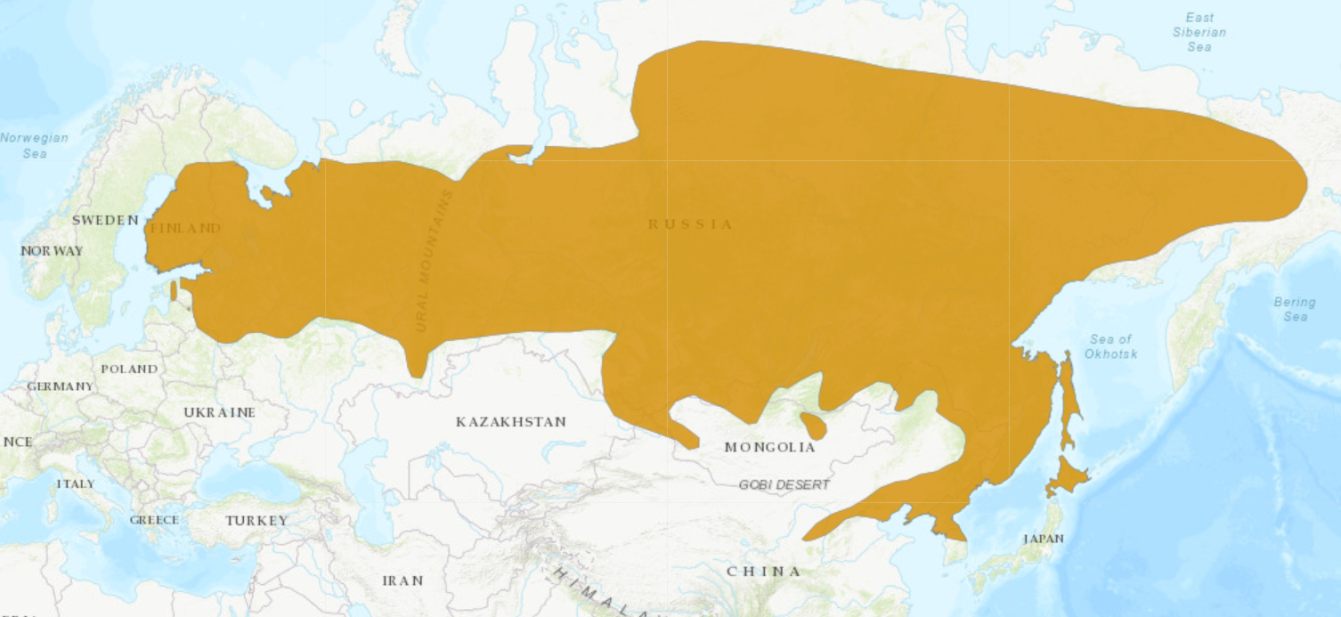 East
Siberian
Sea
Norwegian
Sea
SWEDEN
FINLAND
NORWAY
URAL MOUNTAINS
RUSSIA
Bering
Sea
Sea of
Okhotsk
POLAND
GERMANY
UKRAINE
KAZAKHSTAN
NCE
MONGOLIA
ITALY
GOBI DESERT
GREECE
TURKEY
JAPAN
IRAN
CHINA
HIMALA